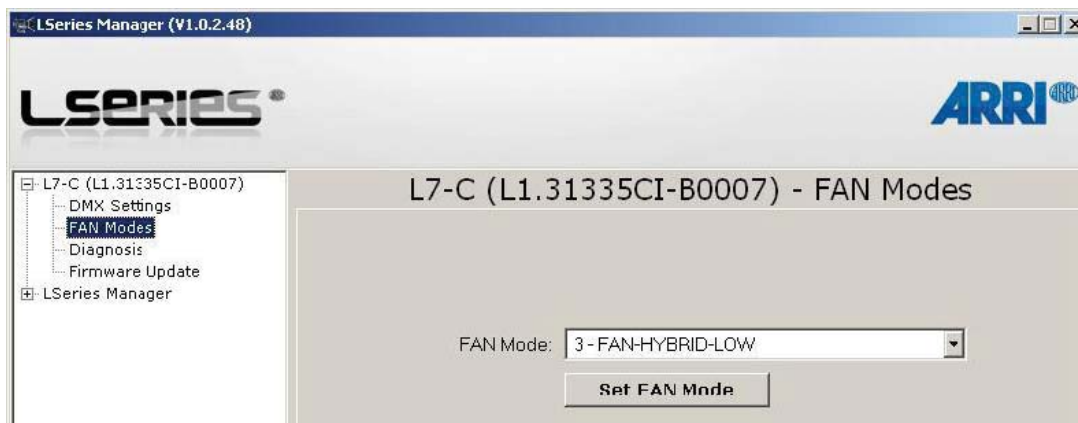 LSeries Manager (V1.0.2.48)
LSERIES®
ARRI
L7-C (L1.31335CI-B0007)
DMX Settings
FAN Modes
Diagnosis
Firmware Update
LSeries Manager
L7-C (L1.31335CI-B0007) - FAN Modes
FAN Mode: 3 - FAN-HYBRID-LOW
Set FAN Mode